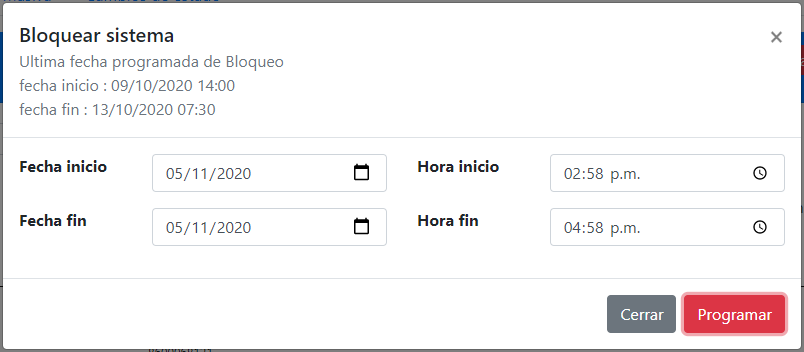 Bloquear sistema
×
Ultima fecha programada de Bloqueo
fecha inicio : 09/10/2020 14:00
fecha fin : 13/10/2020 07:30
Fecha inicio 05/11/2020 Hora inicio 02:58 p.m.
Fecha fin 05/11/2020 Hora fin 04:58 p.m.
Cerrar Programar